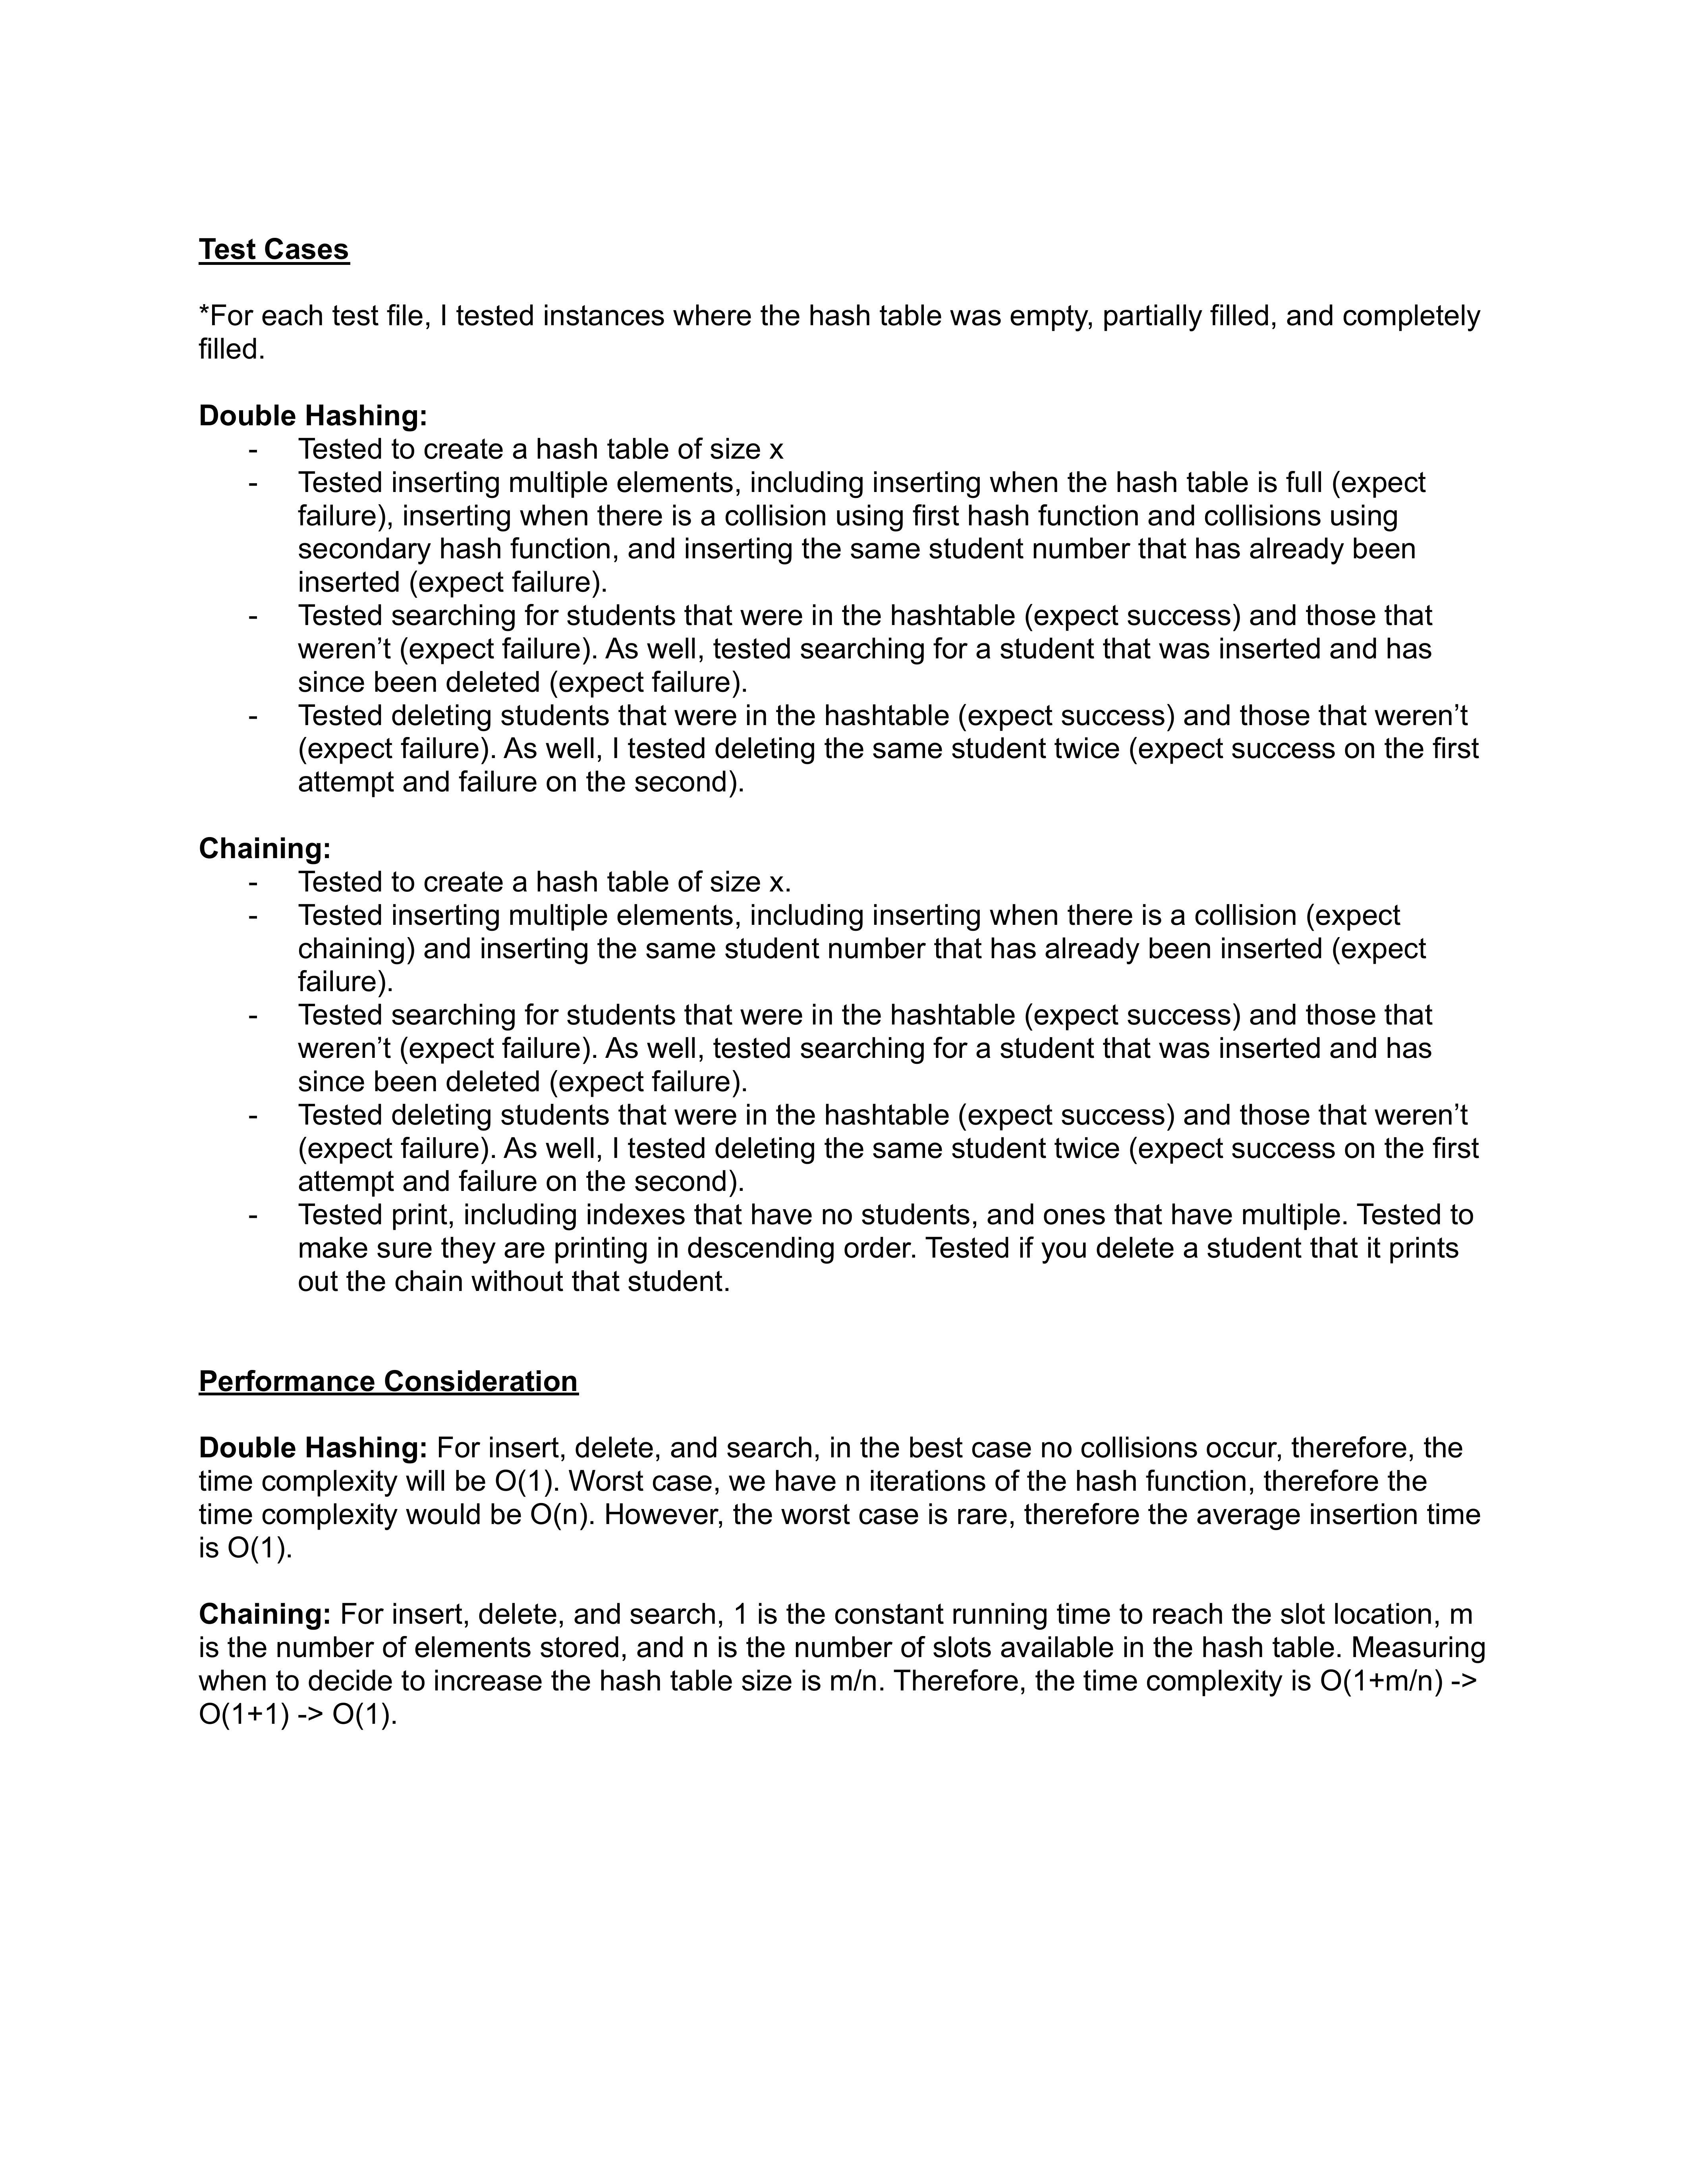 Test Cases
*For each test file, I tested instances where the hash table was empty, partially filled, and completely
filled.
Double Hashing:
- Tested to create a hash table of size x
- Tested inserting multiple elements, including inserting when the hash table is full (expect
failure), inserting when there is a collision using first hash function and collisions using
secondary hash function, and inserting the same student number that has already been
inserted (expect failure).
- Tested searching for students that were in the hashtable (expect success) and those that
weren’t (expect failure). As well, tested searching for a student that was inserted and has
since been deleted (expect failure).
- Tested deleting students that were in the hashtable (expect success) and those that weren’t
(expect failure). As well, I tested deleting the same student twice (expect success on the first
attempt and failure on the second).
Chaining:
- Tested to create a hash table of size x.
- Tested inserting multiple elements, including inserting when there is a collision (expect
chaining) and inserting the same student number that has already been inserted (expect
failure).
- Tested searching for students that were in the hashtable (expect success) and those that
weren’t (expect failure). As well, tested searching for a student that was inserted and has
since been deleted (expect failure).
- Tested deleting students that were in the hashtable (expect success) and those that weren’t
(expect failure). As well, I tested deleting the same student twice (expect success on the first
attempt and failure on the second).
- Tested print, including indexes that have no students, and ones that have multiple. Tested to
make sure they are printing in descending order. Tested if you delete a student that it prints
out the chain without that student.
Performance Consideration
Double Hashing: For insert, delete, and search, in the best case no collisions occur, therefore, the
time complexity will be O(1). Worst case, we have n iterations of the hash function, therefore the
time complexity would be O(n). However, the worst case is rare, therefore the average insertion time
is O(1).
Chaining: For insert, delete, and search, 1 is the constant running time to reach the slot location, m
is the number of elements stored, and n is the number of slots available in the hash table. Measuring
when to decide to increase the hash table size is m/n. Therefore, the time complexity is O(1+m/n) ->
O(1+1) -> O(1).